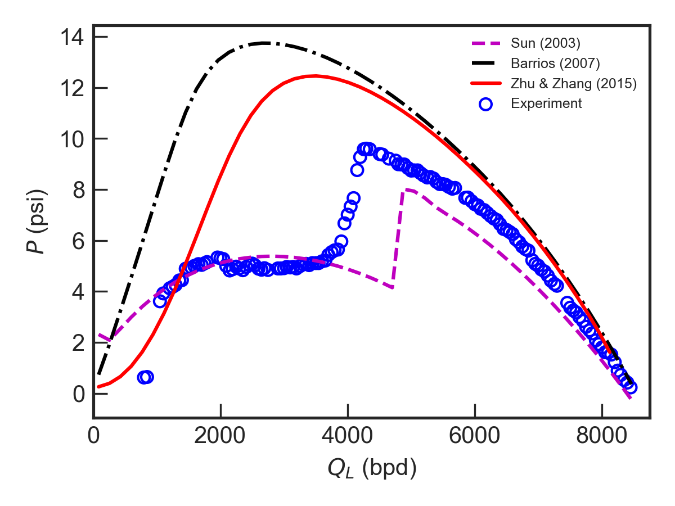 14
12
10
8
6
4
2
0
P (psi)
0 2000 4000 6000 8000
Q_L (bpd)
Sun (2003)
Barrios (2007)
Zhu & Zhang (2015)
Experiment